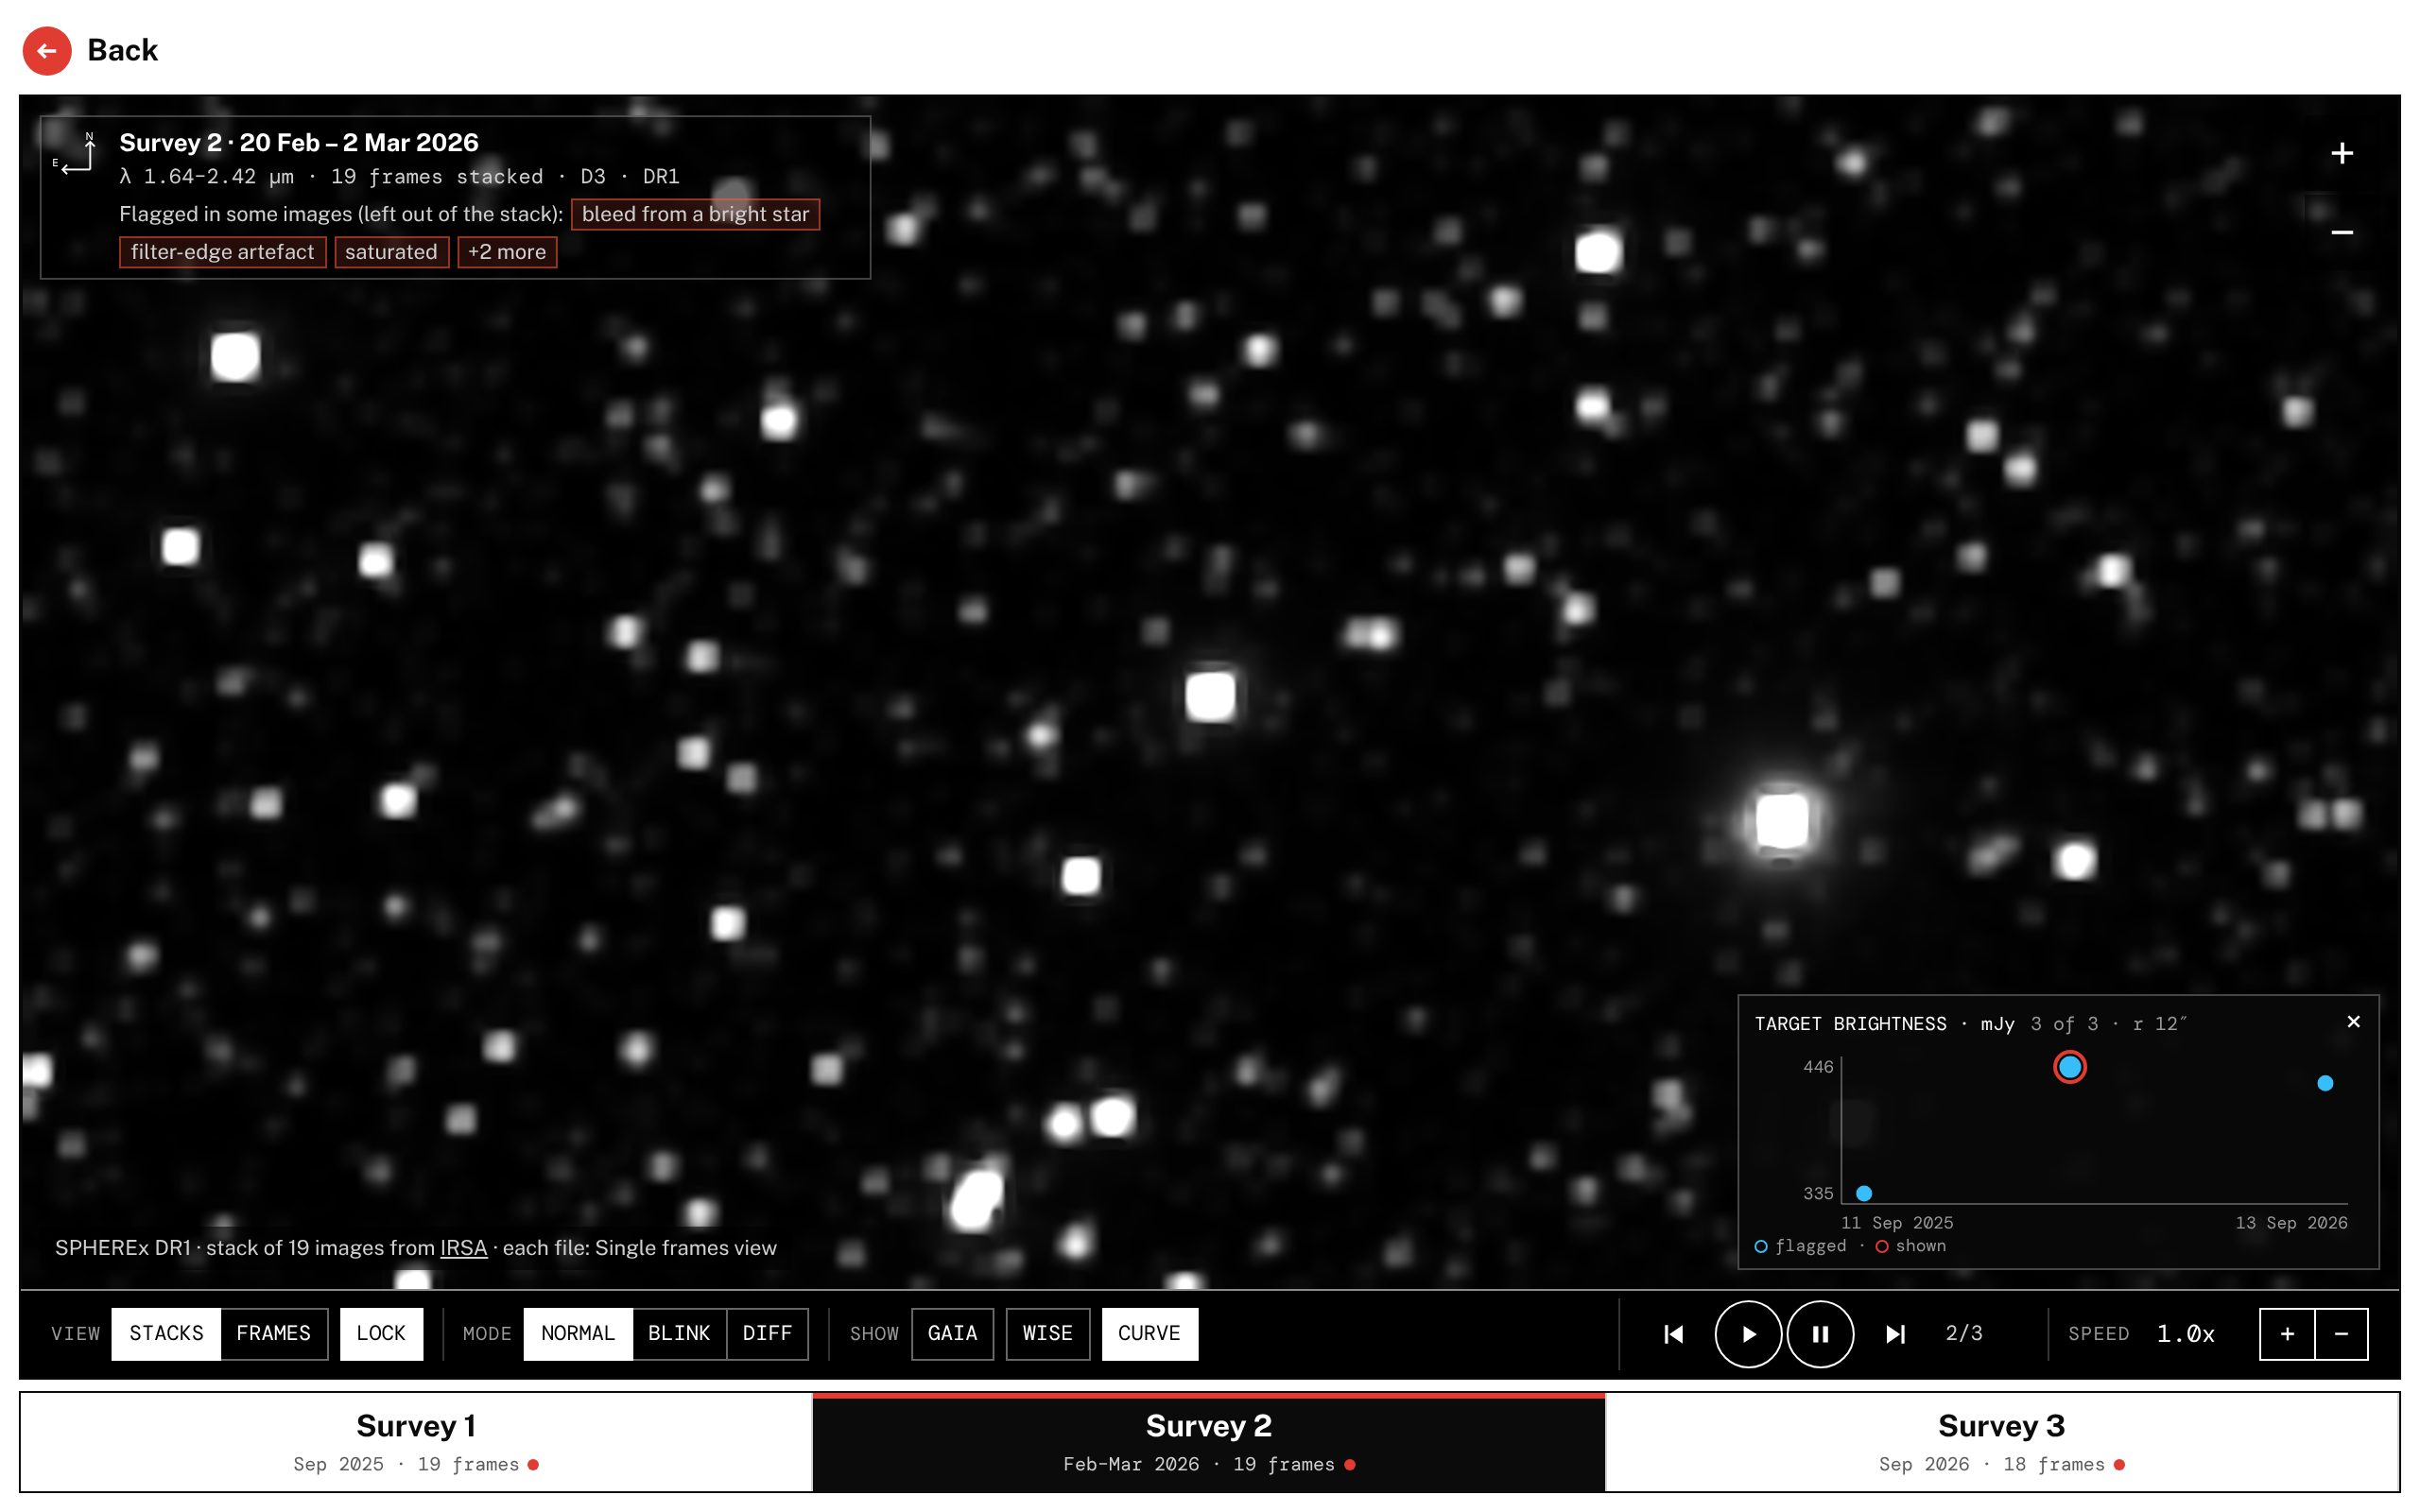 Back
N
E
Survey 2 · 20 Feb – 2 Mar 2026
λ 1.64–2.42 µm · 19 frames stacked · D3 · DR1
Flagged in some images (left out of the stack): bleed from a bright star
filter-edge artefact saturated +2 more
+
−
TARGET BRIGHTNESS · mJy 3 of 3 · r 12″ ×
446
335
11 Sep 2025 13 Sep 2026
flagged · shown
SPHEREx DR1 · stack of 19 images from IRSA · each file: Single frames view
VIEW STACKS FRAMES LOCK MODE NORMAL BLINK DIFF SHOW GAIA WISE CURVE 2/3 SPEED 1.0x + −
Survey 1
Sep 2025 · 19 frames
Survey 2
Feb–Mar 2026 · 19 frames
Survey 3
Sep 2026 · 18 frames